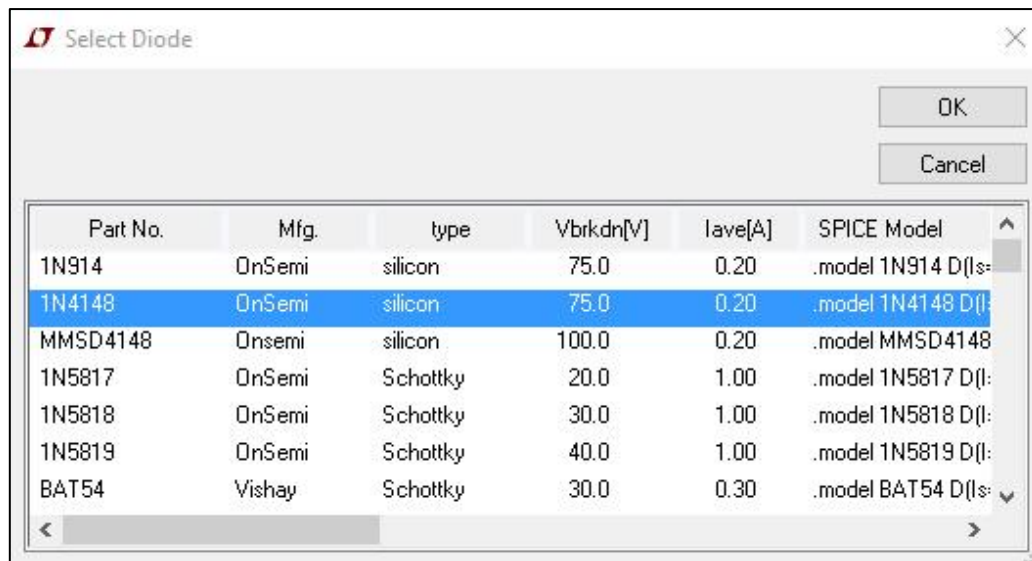 Select Diode
OK
Cancel
Part No. Mfg. type Vbrkdn[V] Iave[A] SPICE Model
1N914 OnSemi silicon 75.0 0.20 .model 1N914 D(Is=
1N4148 OnSemi silicon 75.0 0.20 .model 1N4148 D(I
MMSD4148 Onsemi silicon 100.0 0.20 .model MMSD4148
1N5817 OnSemi Schottky 20.0 1.00 .model 1N5817 D(I
1N5818 OnSemi Schottky 30.0 1.00 .model 1N5818 D(I
1N5819 OnSemi Schottky 40.0 1.00 .model 1N5819 D(I
BAT54 Vishay Schottky 30.0 0.30 .model BAT54 D(Is